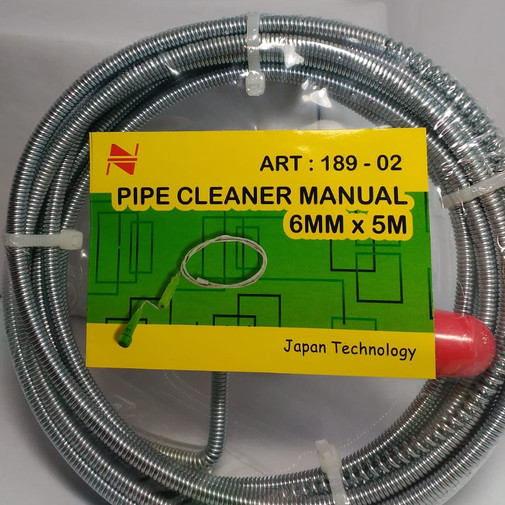 ART : 189 - 02
PIPE CLEANER MANUAL
6MM x 5M
Japan Technology